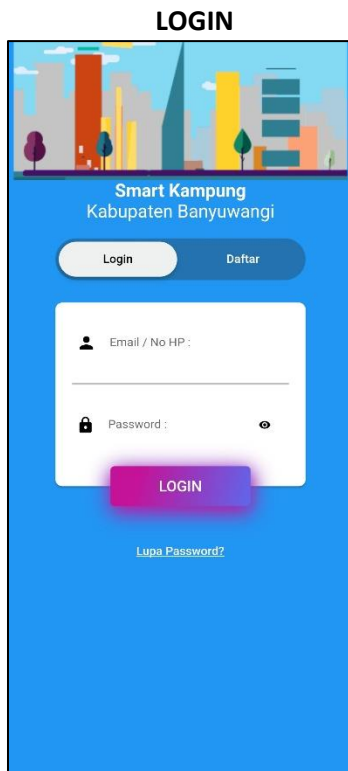 LOGIN
Smart Kampung
Kabupaten Banyuwangi
Login Daftar
Email / No HP :
Password :
LOGIN
Lupa Password?